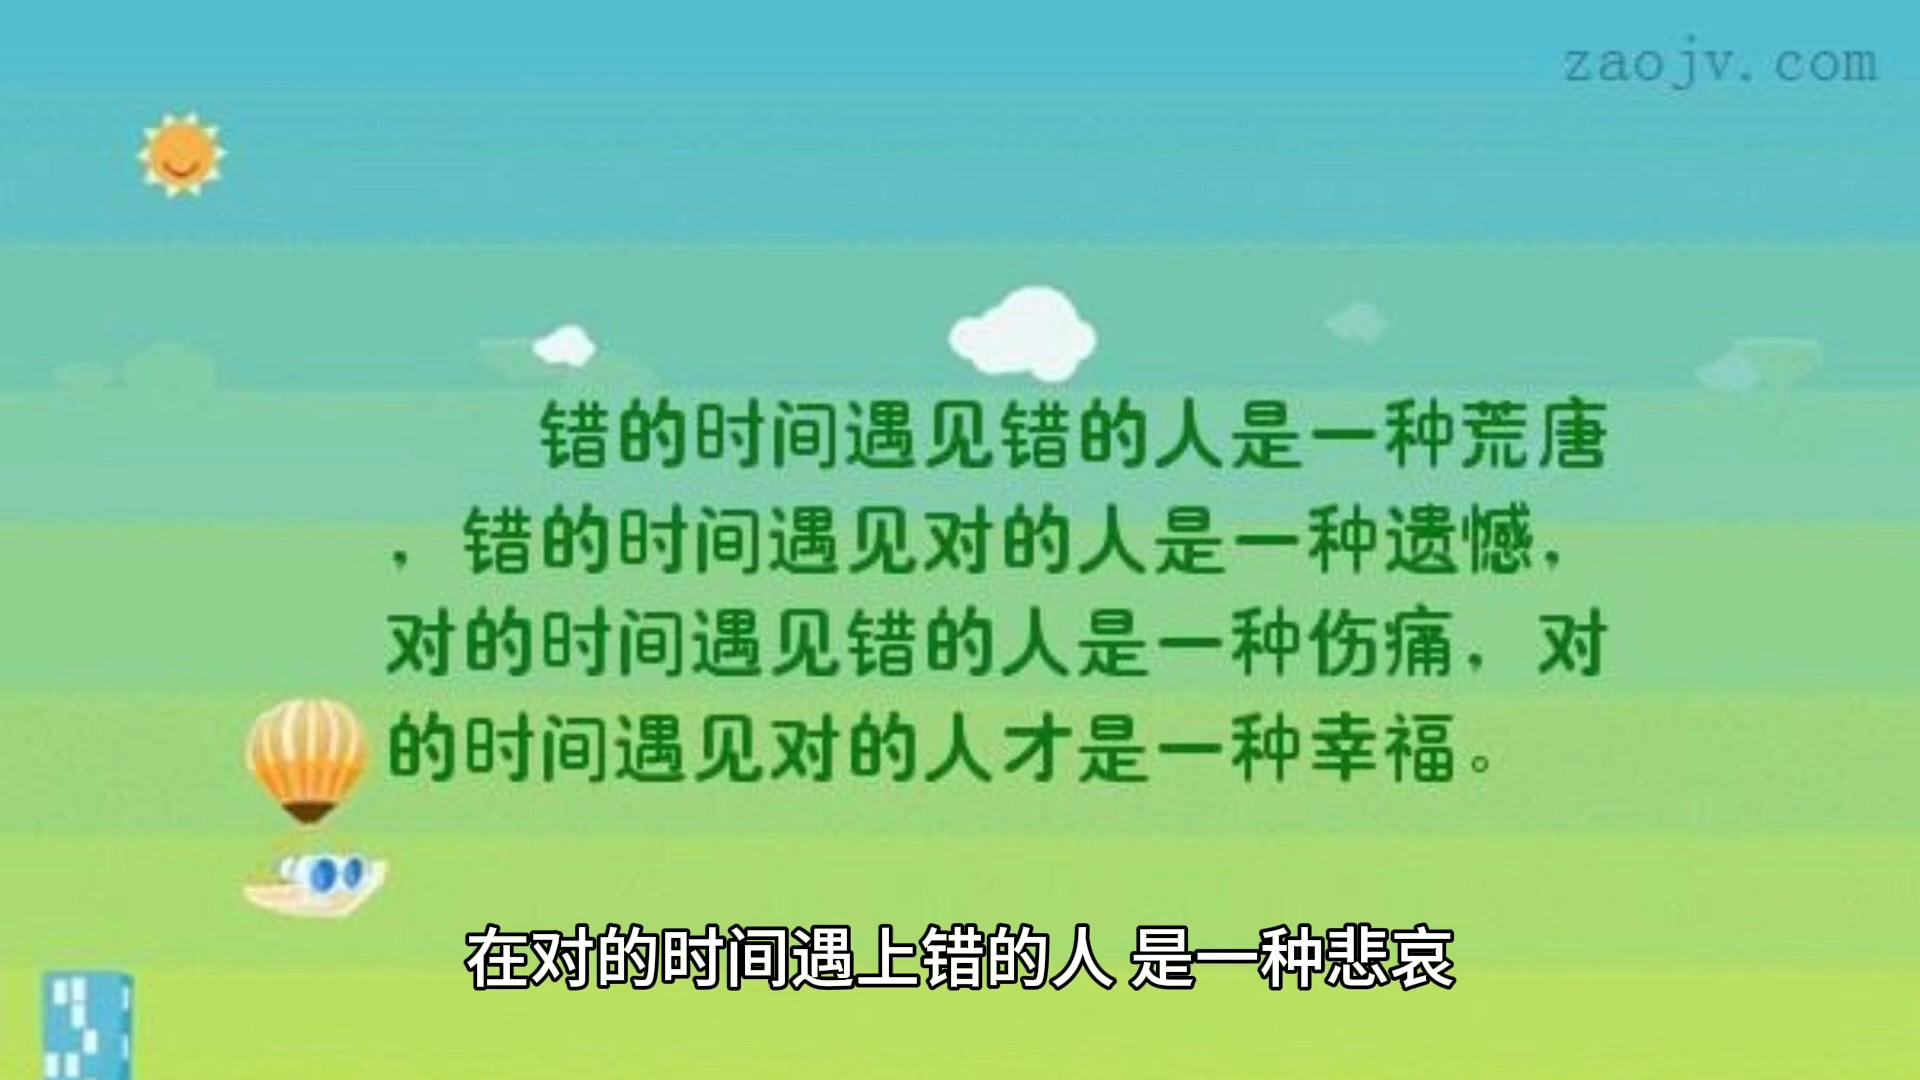 zaojv.com
错的时间遇见错的人是一种荒唐
，错的时间遇见对的人是一种遗憾，
对的时间遇见错的人是一种伤痛，对
的时间遇见对的人才是一种幸福。
在对的时间遇上错的人 是一种悲哀